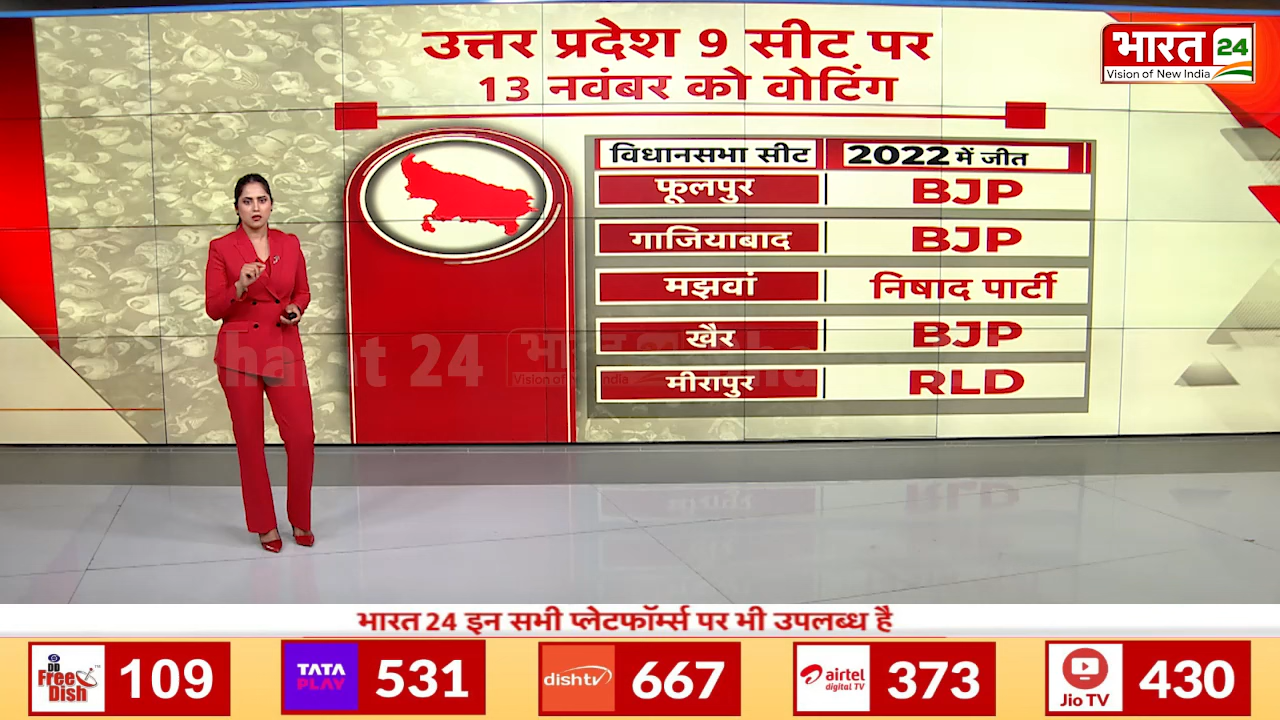 उत्तर प्रदेश 9 सीट पर
13 नवंबर को वोटिंग
भारत 24
Vision of New India
विधानसभा सीट 2022 में जीत
फूलपुर BJP
गाजियाबाद BJP
मझवां निषाद पार्टी
खैर BJP
मीरापुर RLD
भारत 24 इन सभी प्लेटफॉर्म्स पर भी उपलब्ध है
DD Free Dish 109
TATA PLAY 531
dishtv 667
airtel digital TV 373
Jio TV 430